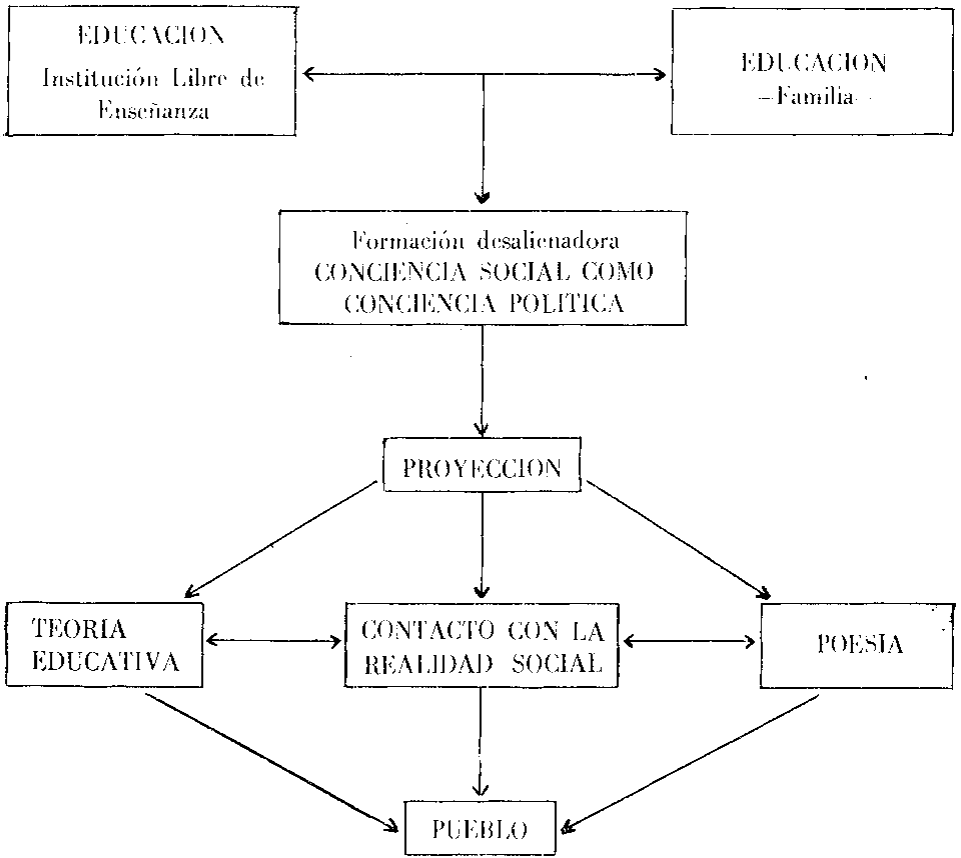 EDUCACION
Institución Libre de
Enseñanza
EDUCACION
—Familia—
Formación desalienadora
CONCIENCIA SOCIAL COMO
CONCIENCIA POLITICA
PROYECCION
TEORIA
EDUCATIVA
CONTACTO CON LA
REALIDAD SOCIAL
POESIA
PUEBLO